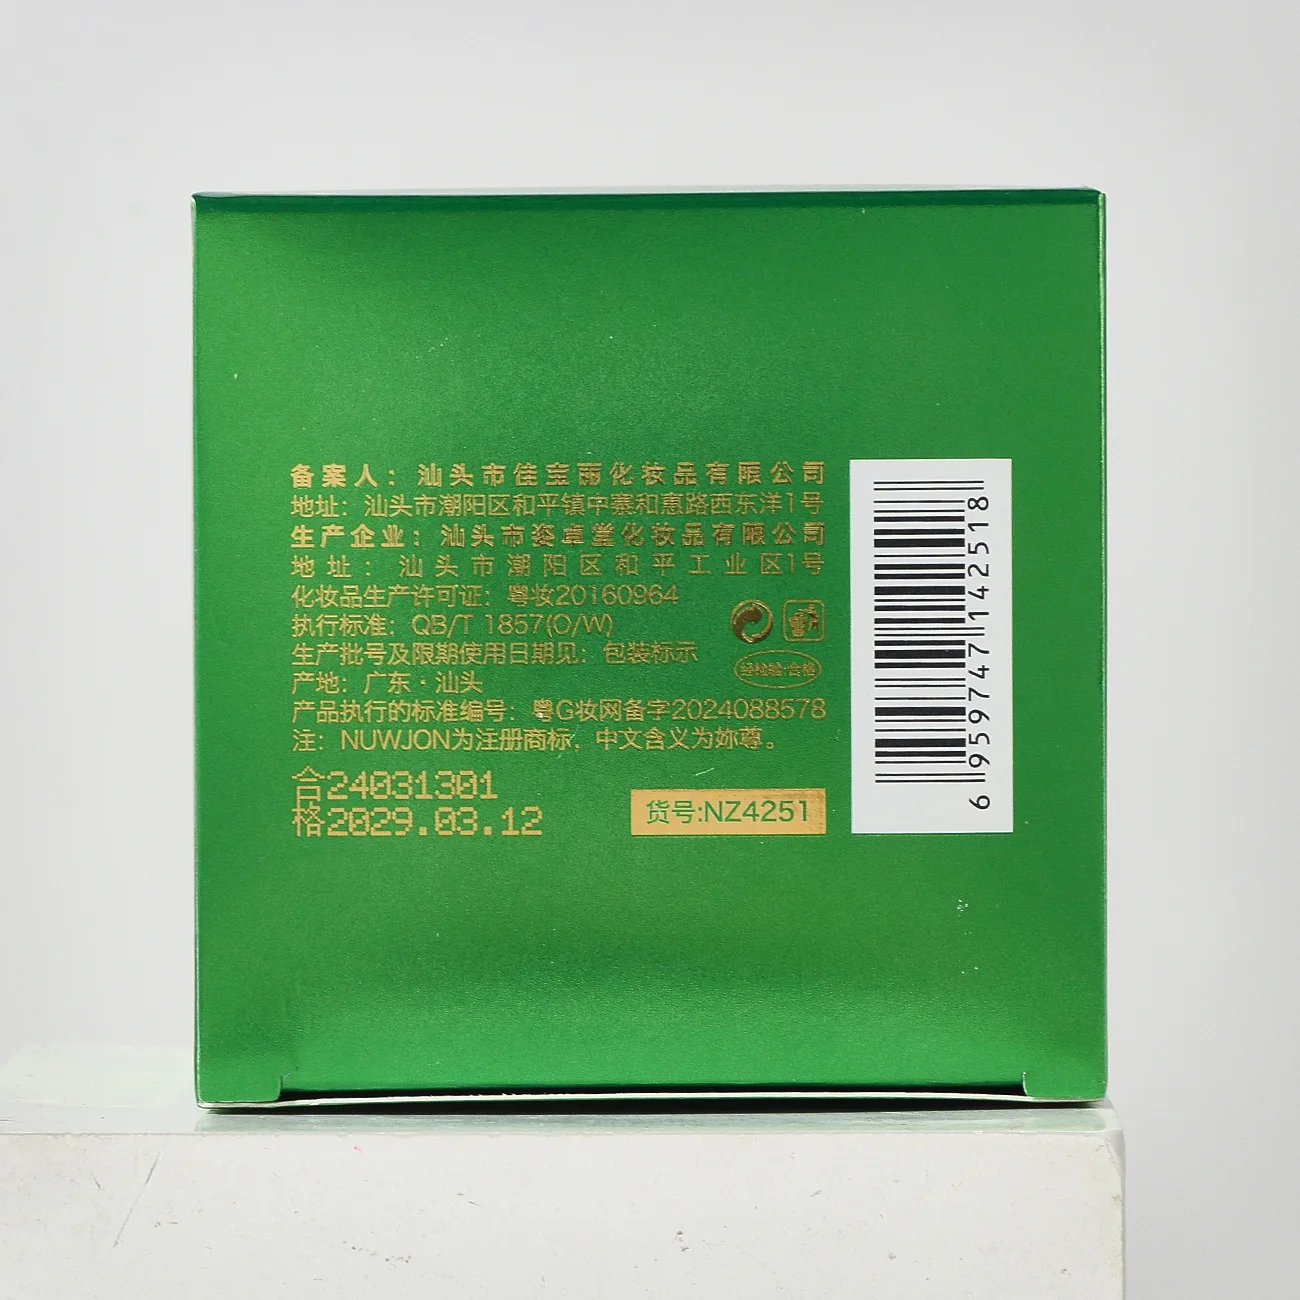 备案人：汕头市佳宝丽化妆品有限公司
地址：汕头市潮阳区和平镇中寨和惠路西东洋1号
生产企业：汕头市姿卓堂化妆品有限公司
地址：汕头市潮阳区和平工业区1号
化妆品生产许可证：粤妆20160964
执行标准：QB/T 1857(O/W)
生产批号及限期使用日期见：包装标示
产地：广东·汕头
经检验:合格
产品执行的标准编号：粤G妆网备字2024088578
注：NUWJON为注册商标，中文含义为妳尊。
合24031301
格2029.03.12
货号:NZ4251
6 959747 142518